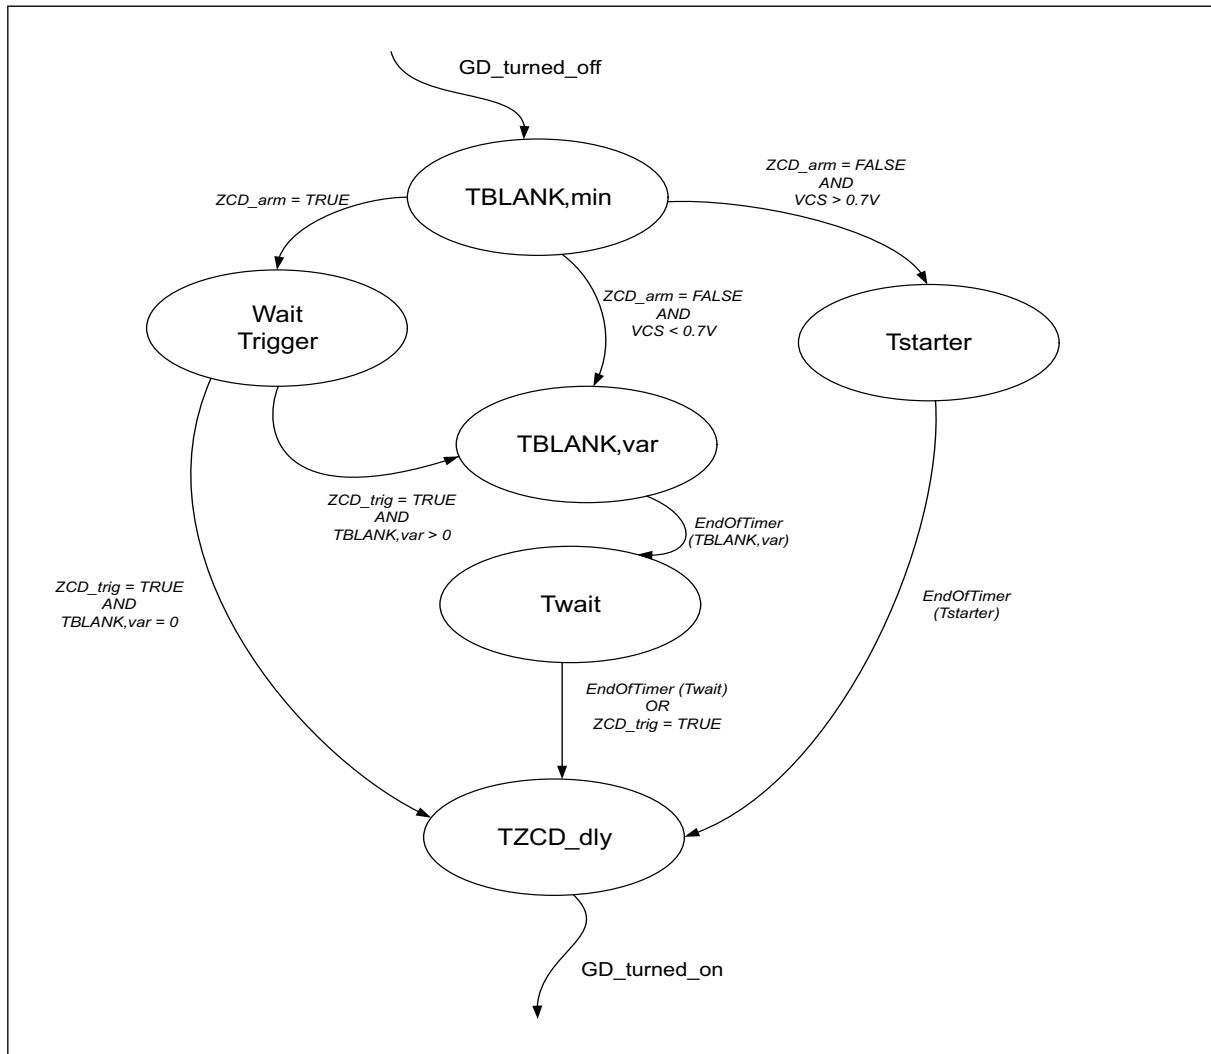 GD_turned_off
TBLANK,min
ZCD_arm = TRUE
ZCD_arm = FALSE
AND
VCS > 0.7V
ZCD_arm = FALSE
AND
VCS < 0.7V
Wait
Trigger
Tstarter
TBLANK,var
ZCD_trig = TRUE
AND
TBLANK,var > 0
EndOfTimer
(TBLANK,var)
ZCD_trig = TRUE
AND
TBLANK,var = 0
Twait
EndOfTimer
(Tstarter)
EndOfTimer (Twait)
OR
ZCD_trig = TRUE
TZCD_dly
GD_turned_on